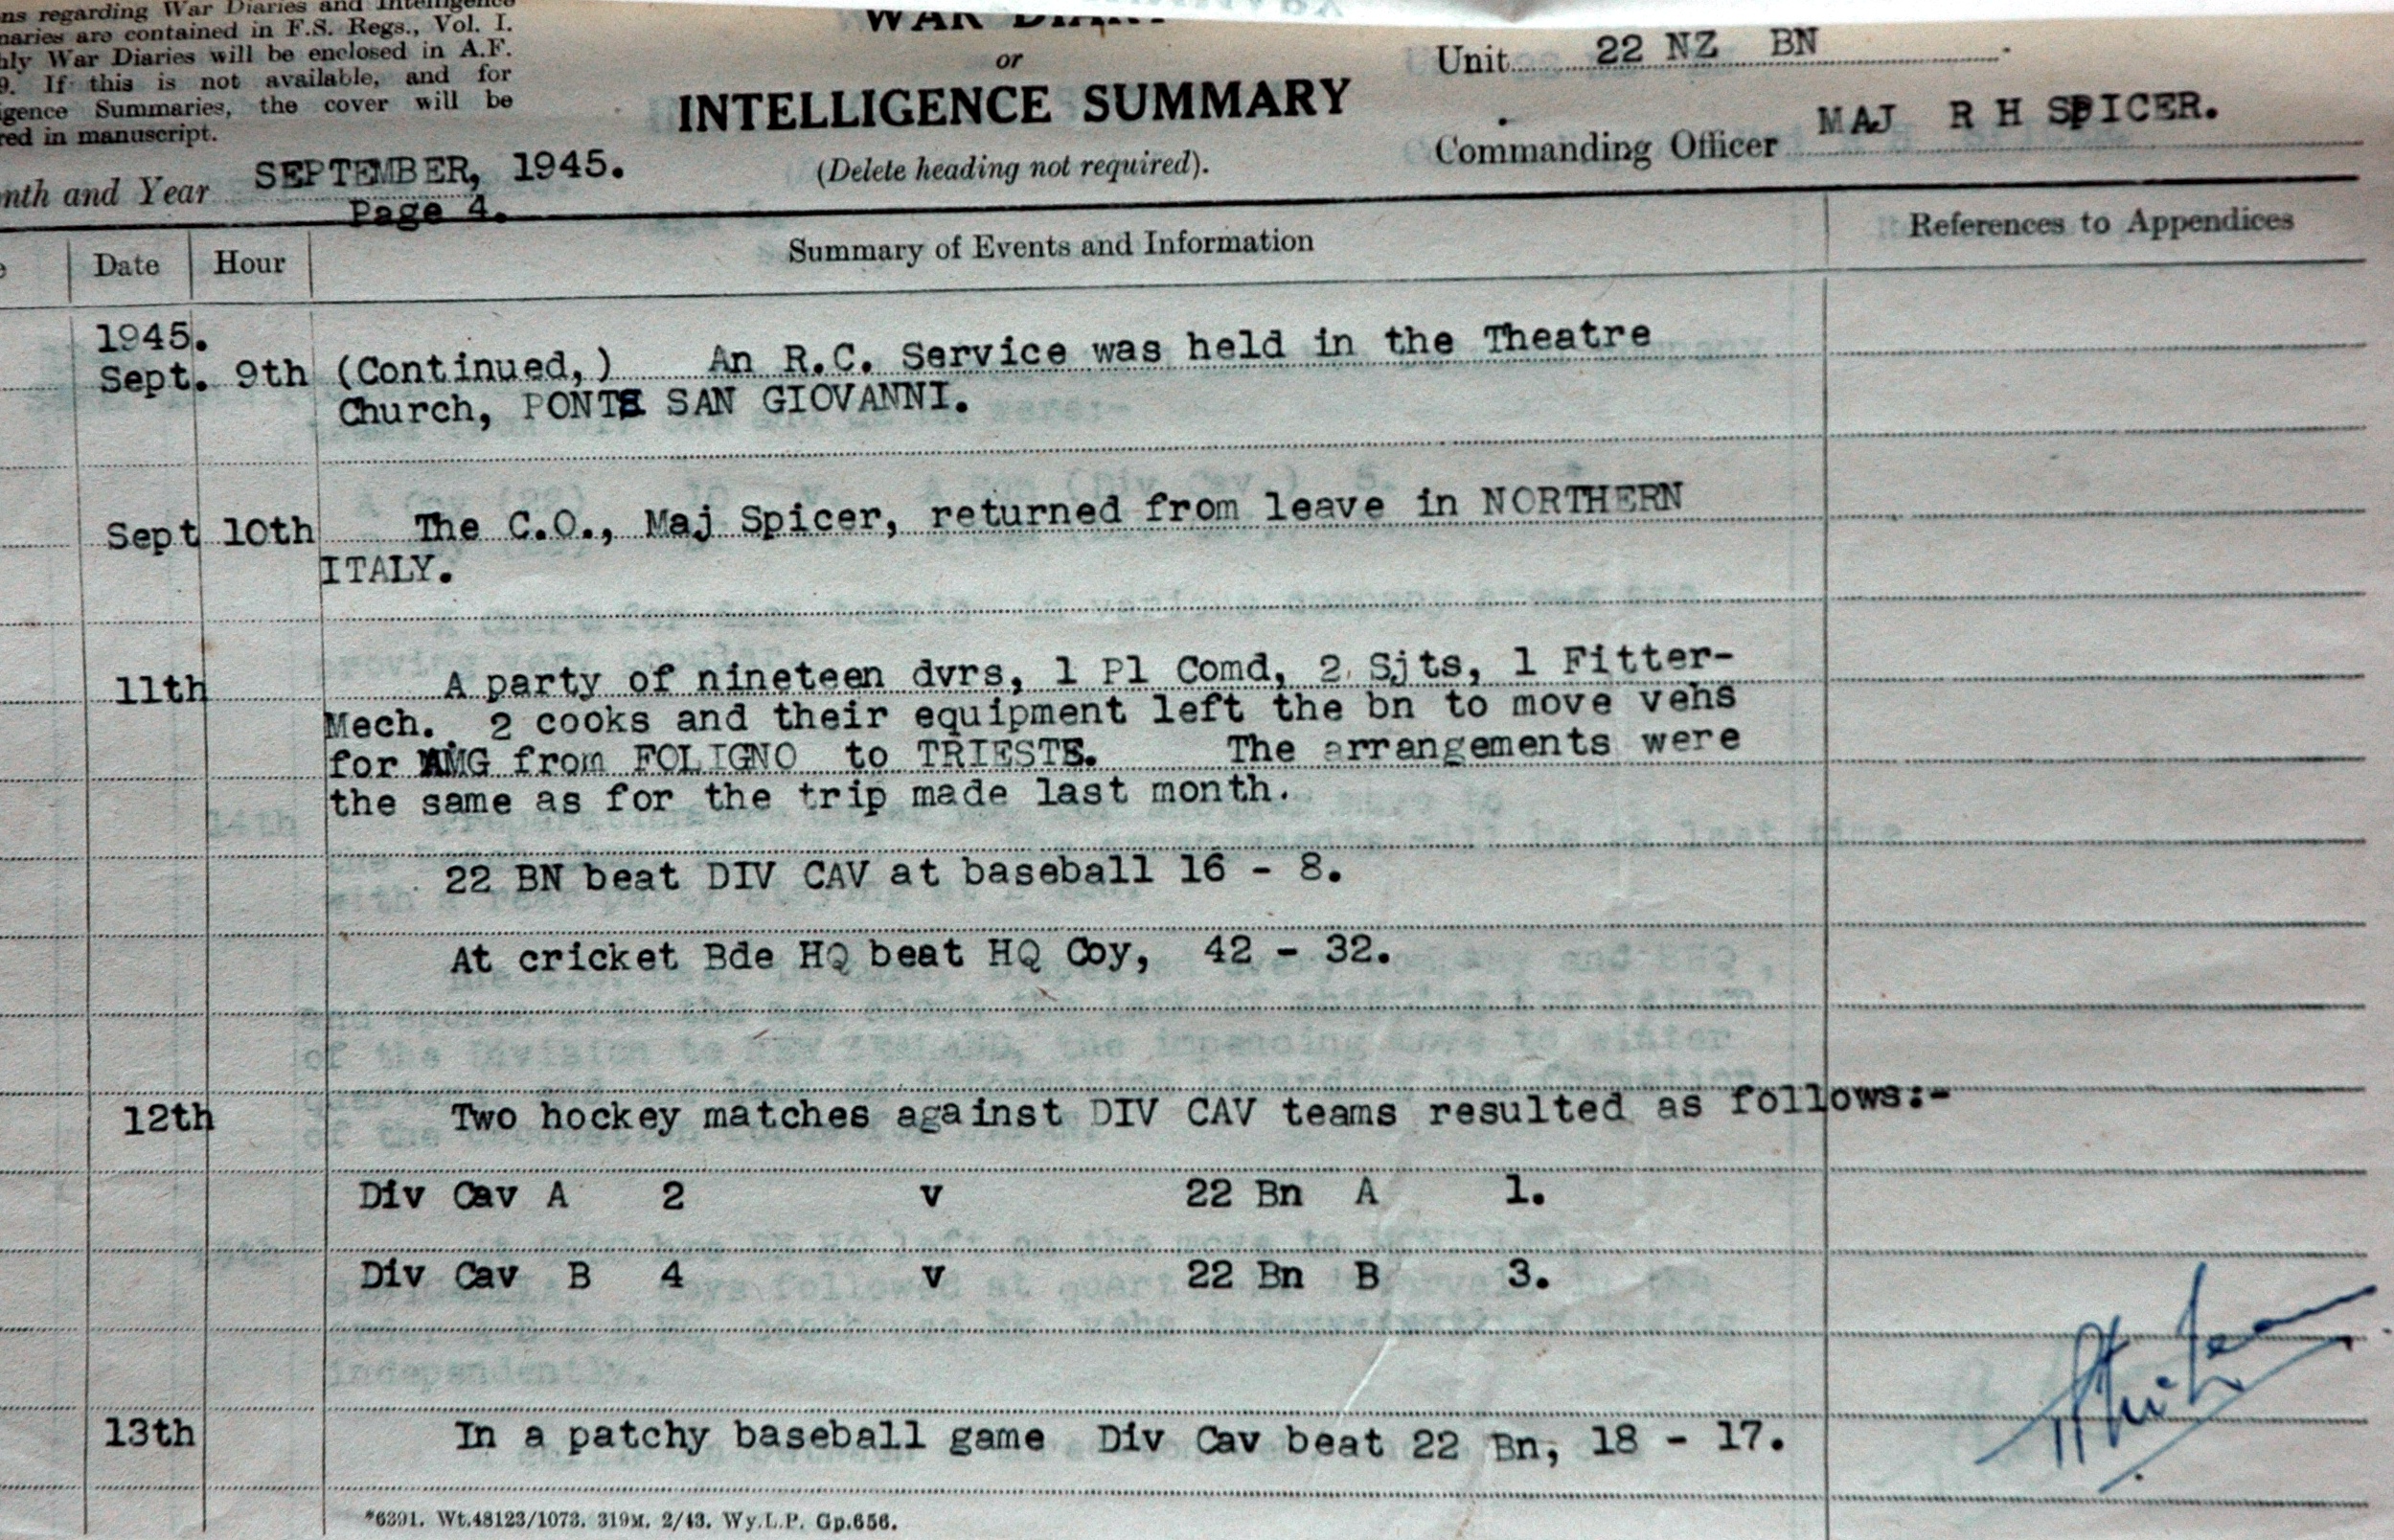 ns regarding War Diaries and Intelligence
naries are contained in F.S. Regs., Vol. I.
hly War Diaries will be enclosed in A.F.
9. If this is not available, and for
igence Summaries, the cover will be
red in manuscript.
nth and Year SEPTEMBER, 1945.
Page 4.
WAR DIARY
or
INTELLIGENCE SUMMARY
(Delete heading not required).
Unit 22 NZ BN
Commanding Officer MAJ R H SPICER.
Date Hour Summary of Events and Information References to Appendices
1945.
Sept. 9th (Continued,) An R.C. Service was held in the Theatre
Church, PONTE SAN GIOVANNI.
Sept 10th The C.O., Maj Spicer, returned from leave in NORTHERN
ITALY.
11th A party of nineteen dvrs, 1 Pl Comd, 2 Sjts, 1 Fitter-
Mech. 2 cooks and their equipment left the bn to move vehs
for AMG from FOLIGNO to TRIESTE. The arrangements were
the same as for the trip made last month.
22 BN beat DIV CAV at baseball 16 - 8.
At cricket Bde HQ beat HQ Coy, 42 - 32.
12th Two hockey matches against DIV CAV teams resulted as follows:-
Div Cav A 2 v 22 Bn A 1.
Div Cav B 4 v 22 Bn B 3.
13th In a patchy baseball game Div Cav beat 22 Bn, 18 - 17.
*6391. Wt.48123/1073. 319M. 2/43. Wy.L.P. Gp.656.